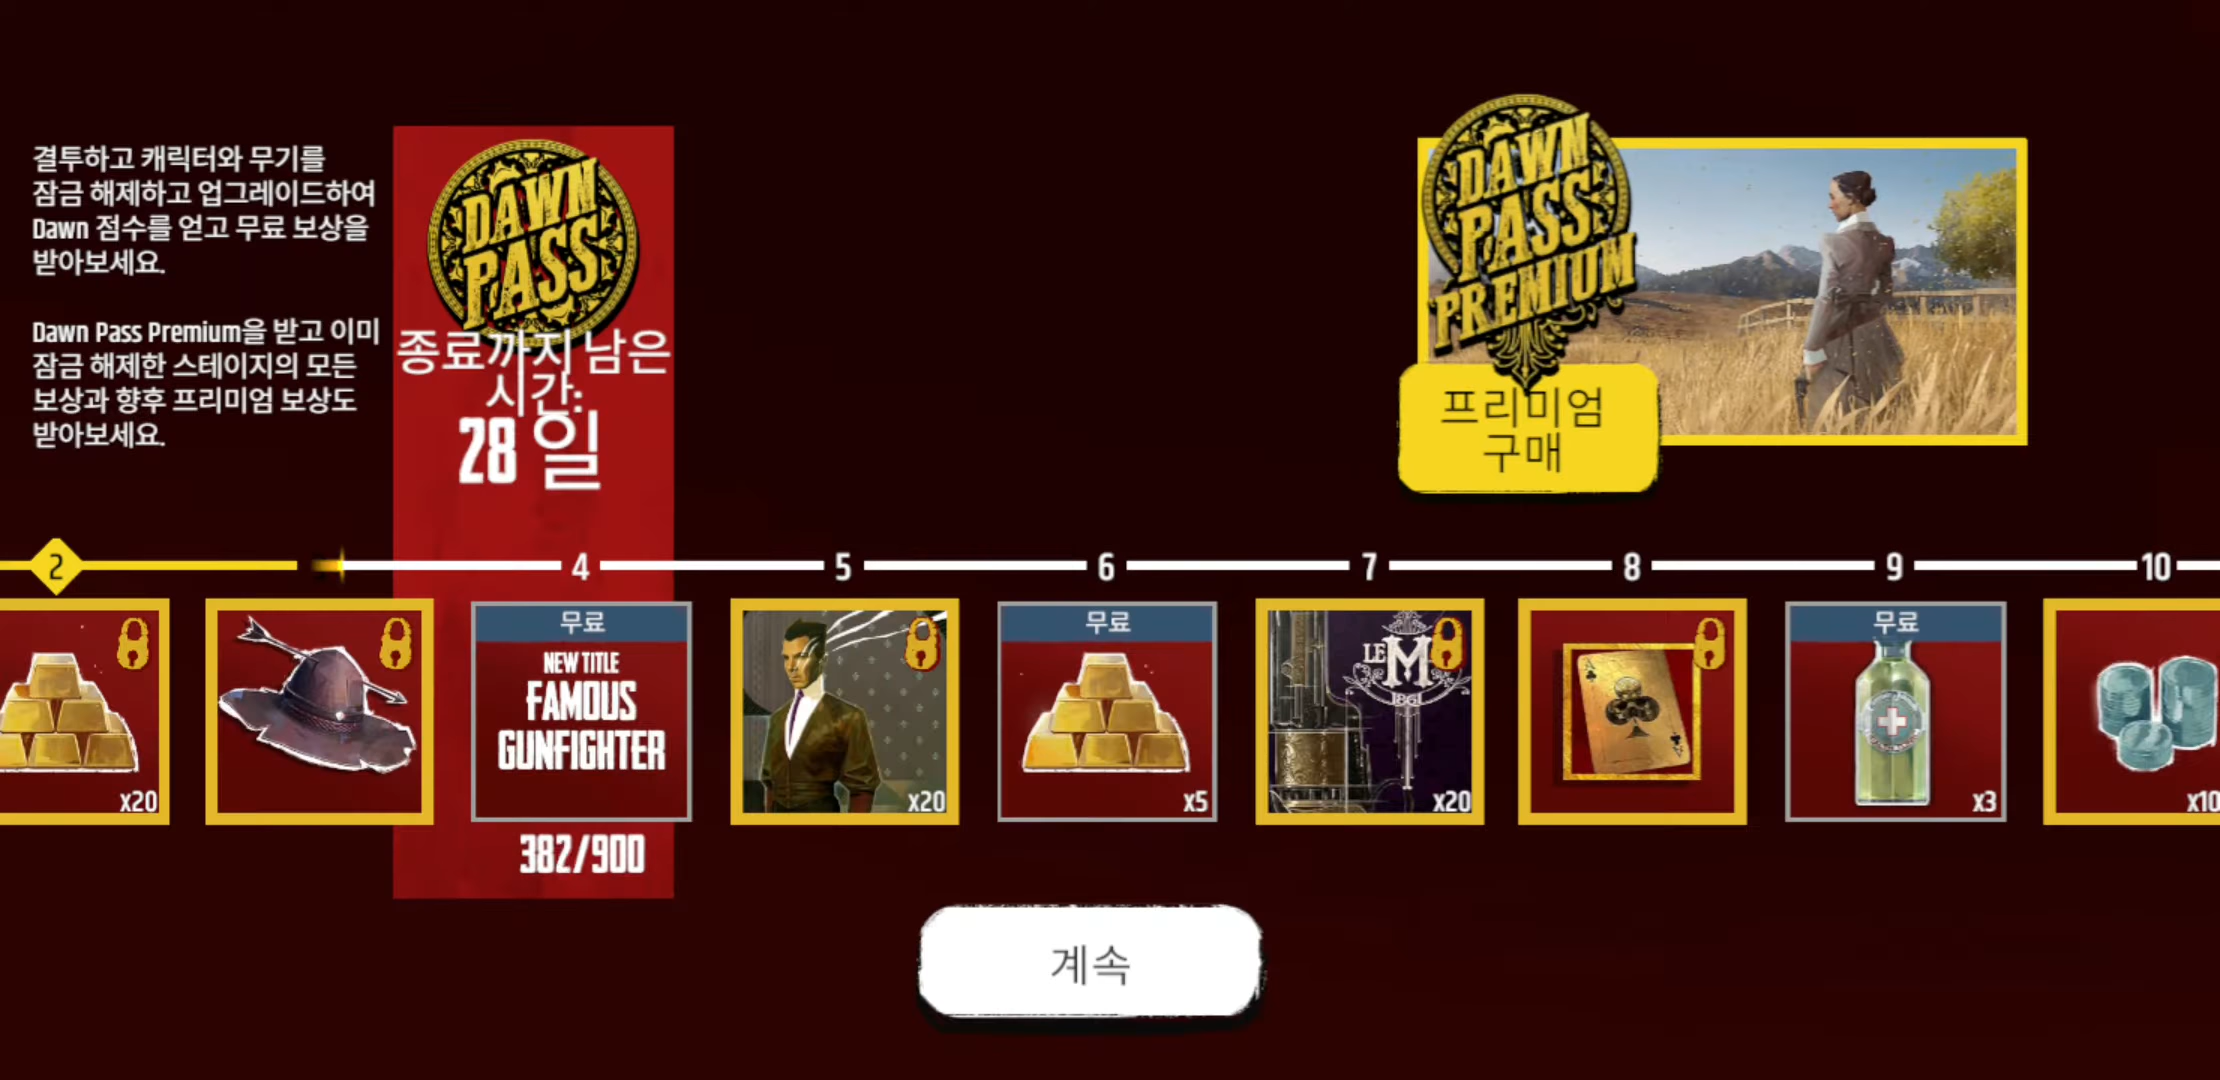 결투하고 캐릭터와 무기를
잠금 해제하고 업그레이드하여
Dawn 점수를 얻고 무료 보상을
받아보세요.
Dawn Pass Premium을 받고 이미
잠금 해제한 스테이지의 모든
보상과 향후 프리미엄 보상도
받아보세요.
DAWN
PASS
종료까지 남은
시간:
28 일
DAWN
PASS
PREMIUM
프리미엄
구매
2
4
5
6
7
8
9
10
x20
무료
NEW TITLE
FAMOUS
GUNFIGHTER
382/900
x20
무료
x5
LE M
1861
x20
A
A
무료
x3
x10
계속